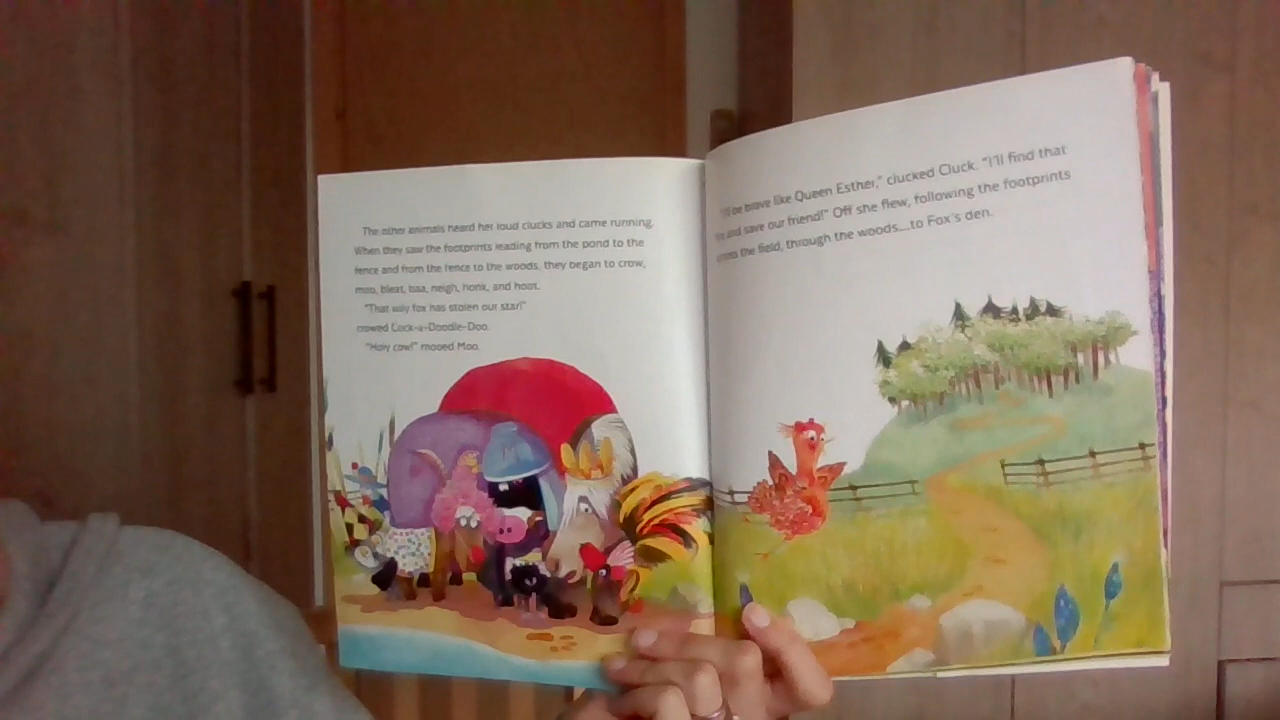 The other animals heard her loud clucks and came running.
When they saw the footprints leading from the pond to the
fence and from the fence to the woods, they began to crow,
moo, bleat, baa, neigh, honk, and hoot.
"That wily fox has stolen our star!"
crowed Cock-a-Doodle-Doo.
"Holy cow!" mooed Moo.
"I'll be brave like Queen Esther," clucked Cluck. "I'll find that
and save our friend!" Off she flew, following the footprints
across the field, through the woods....to Fox's den.